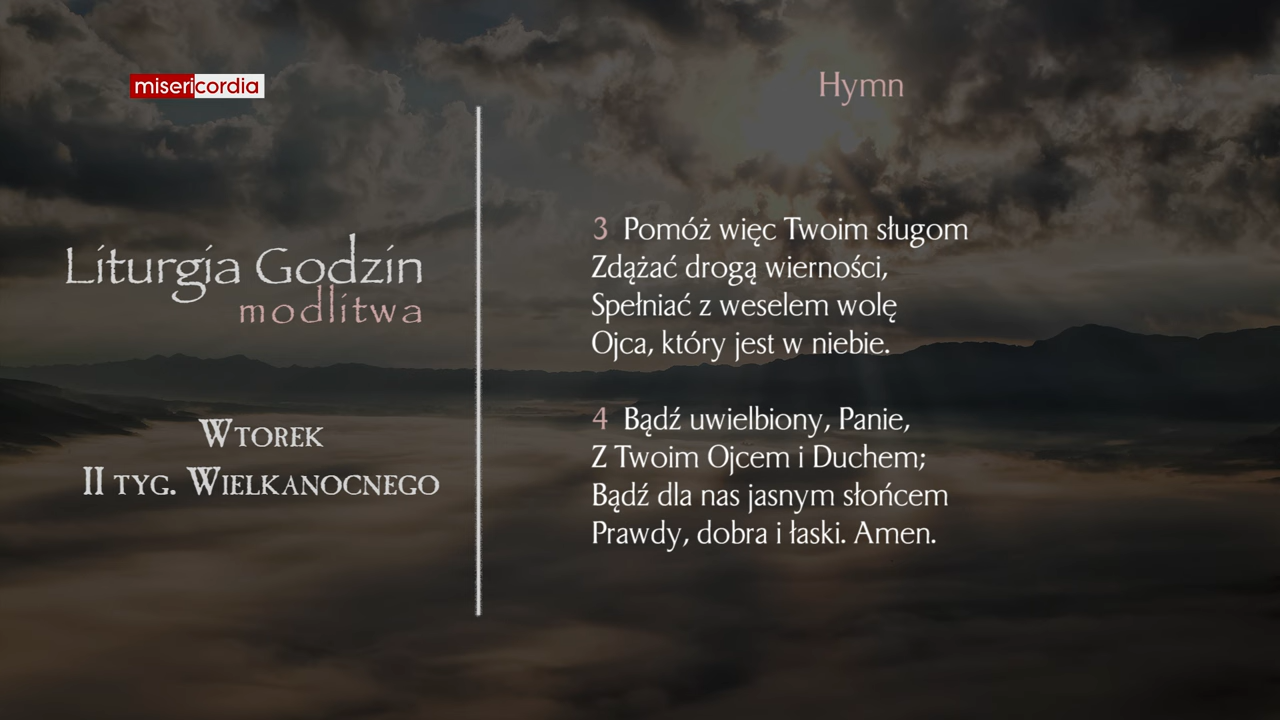 misericordia
Liturgia Godzin
modlitwa
Wtorek
II tyg. Wielkanocnego
Hymn
3 Pomóż więc Twoim sługom
Zdążać drogą wierności,
Spełniać z weselem wolę
Ojca, który jest w niebie.
4 Bądź uwielbiony, Panie,
Z Twoim Ojcem i Duchem;
Bądź dla nas jasnym słońcem
Prawdy, dobra i łaski. Amen.